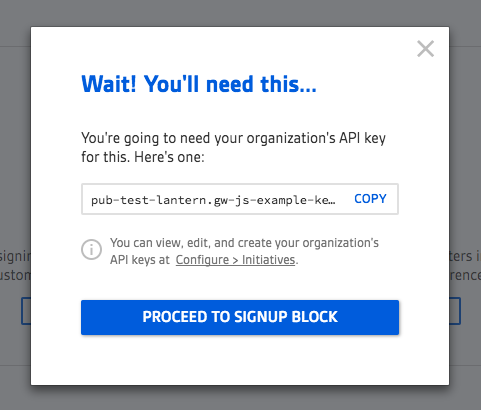 Wait! You'll need this...
You're going to need your organization's API key
for this. Here's one:
pub-test-lantern.gw-js-example-ke… COPY
You can view, edit, and create your organization's
API keys at Configure > Initiatives.
PROCEED TO SIGNUP BLOCK